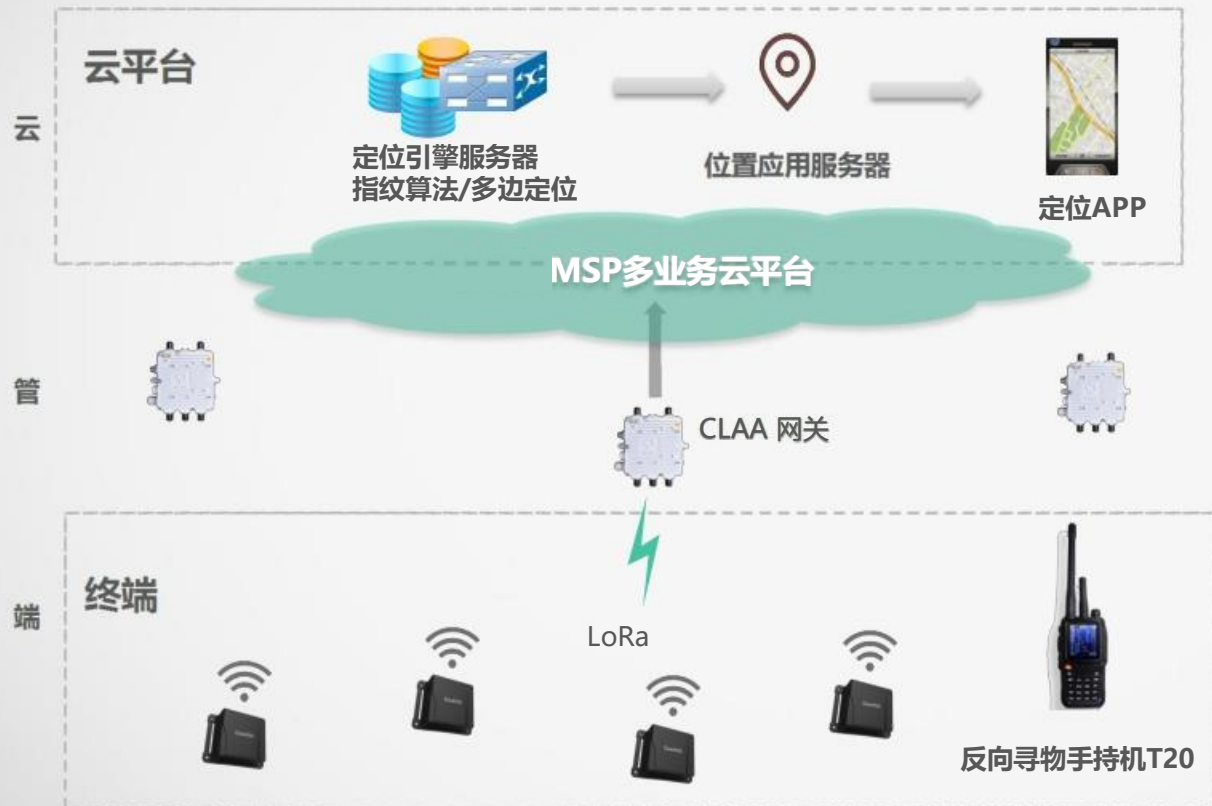 云平台
云
定位引擎服务器
指纹算法/多边定位
位置应用服务器
定位APP
MSP多业务云平台
管
CLAA 网关
终端
端
LoRa
反向寻物手持机T20